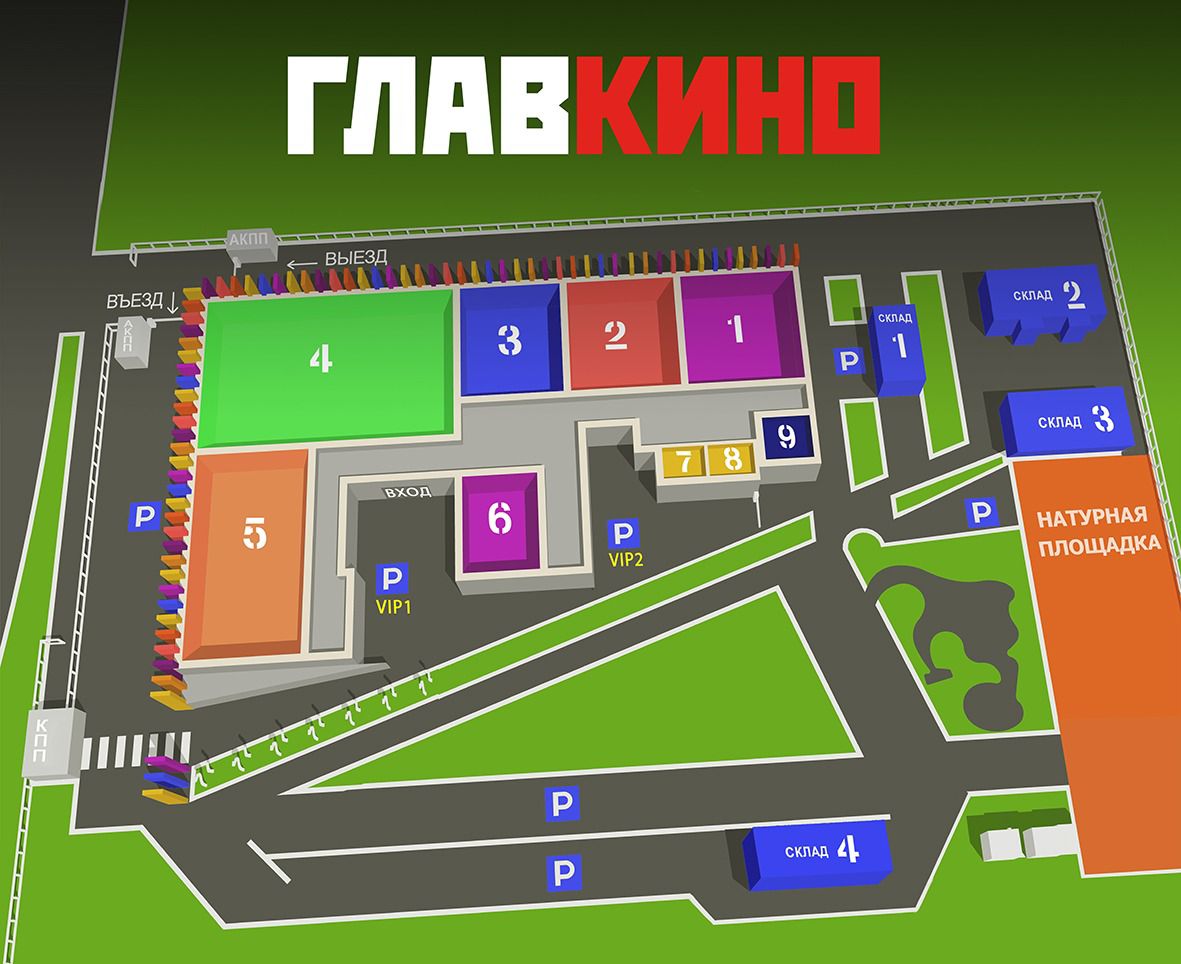 ГЛАВКИНО
АКПП
← ВЫЕЗД
ВЪЕЗД ↓
АКПП
4
3
2
1
СКЛАД
1
СКЛАД 2
P
СКЛАД 3
9
7
8
5
ВХОД
6
P
P
VIP2
P
VIP1
P
НАТУРНАЯ
ПЛОЩАДКА
КПП
P
P
СКЛАД 4